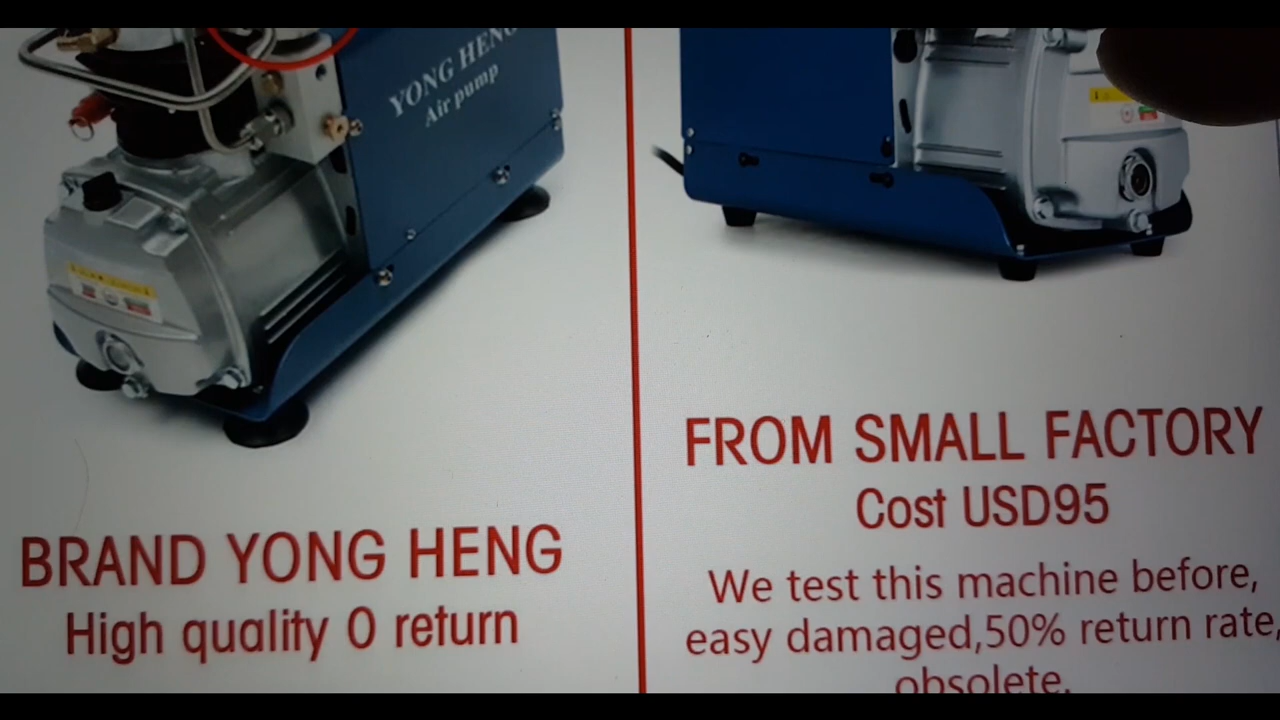 YONG HENG
Air pump
BRAND YONG HENG
High quality 0 return
FROM SMALL FACTORY
Cost USD95
We test this machine before,
easy damaged,50% return rate,
obsolete.